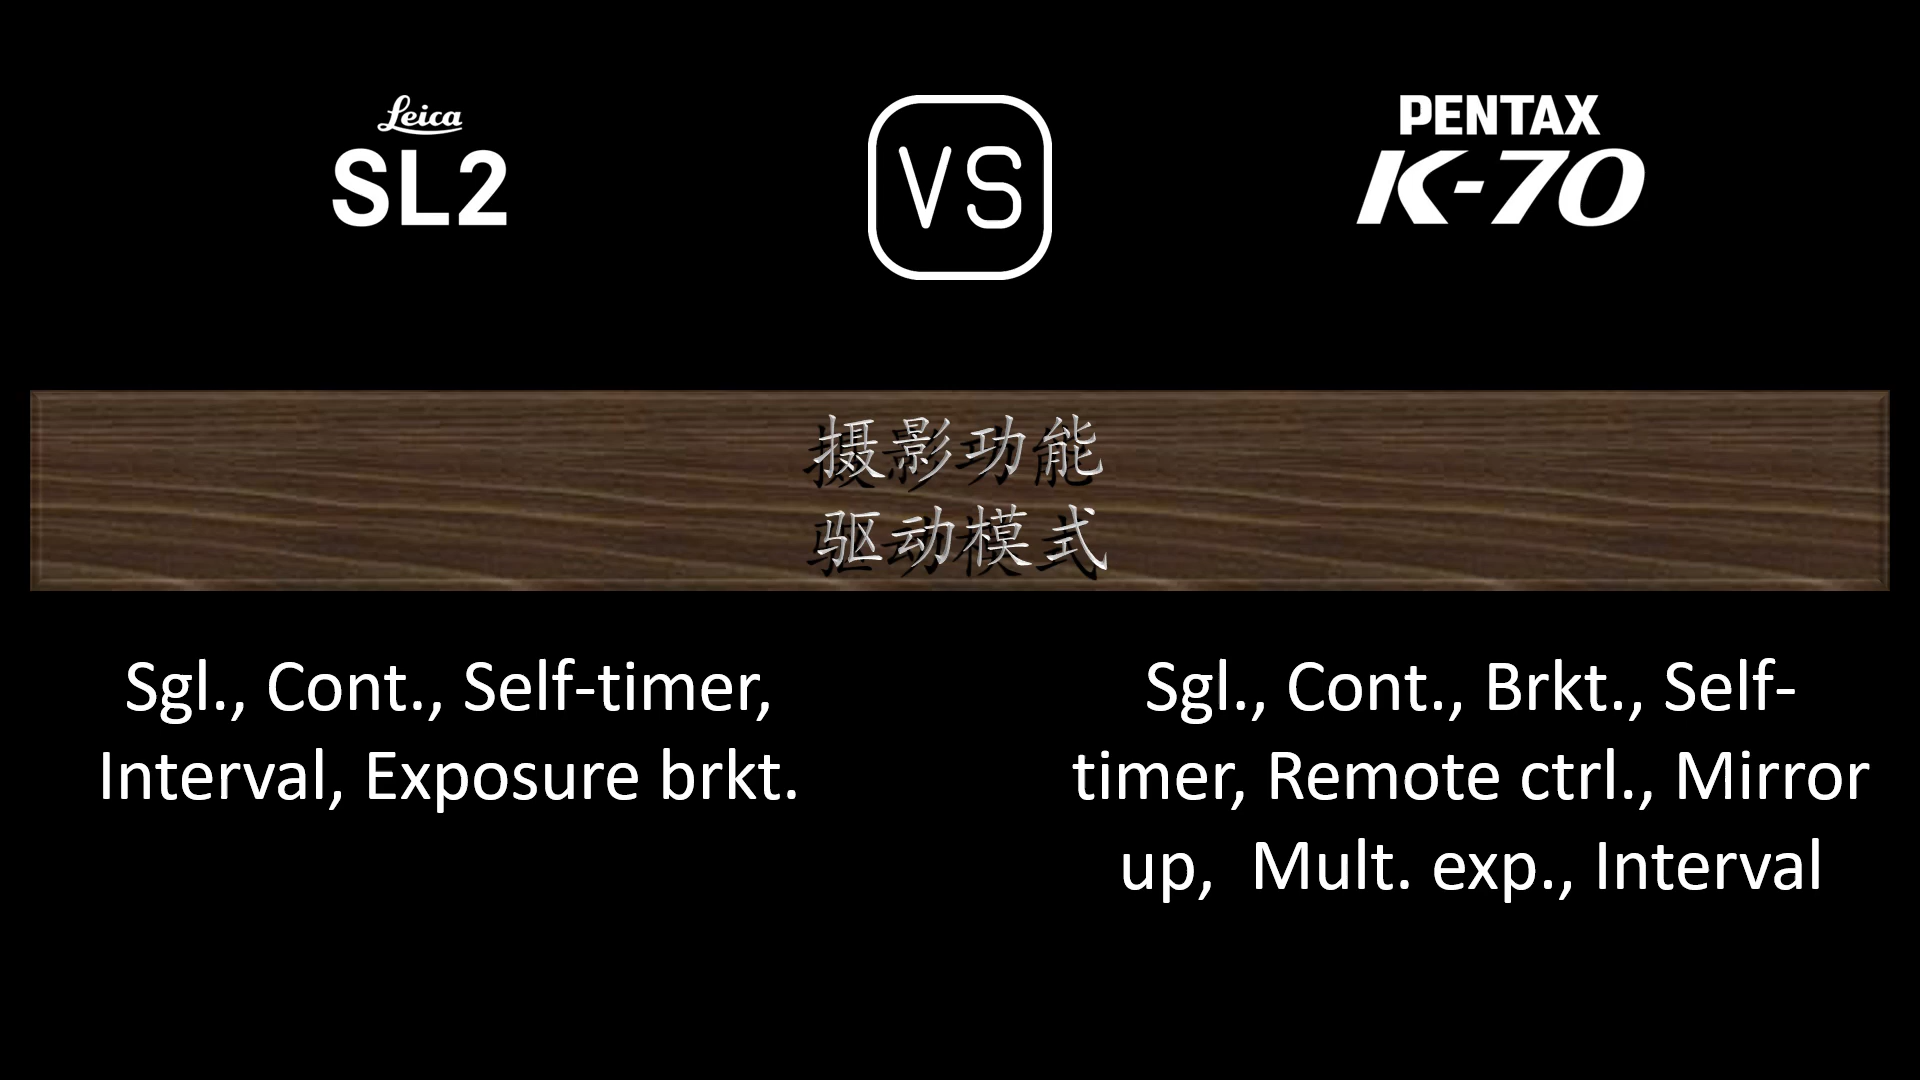 Leica
SL2
VS
PENTAX
K-70
摄影功能
驱动模式
Sgl., Cont., Self-timer,
Interval, Exposure brkt.
Sgl., Cont., Brkt., Self-
timer, Remote ctrl., Mirror
up,  Mult. exp., Interval